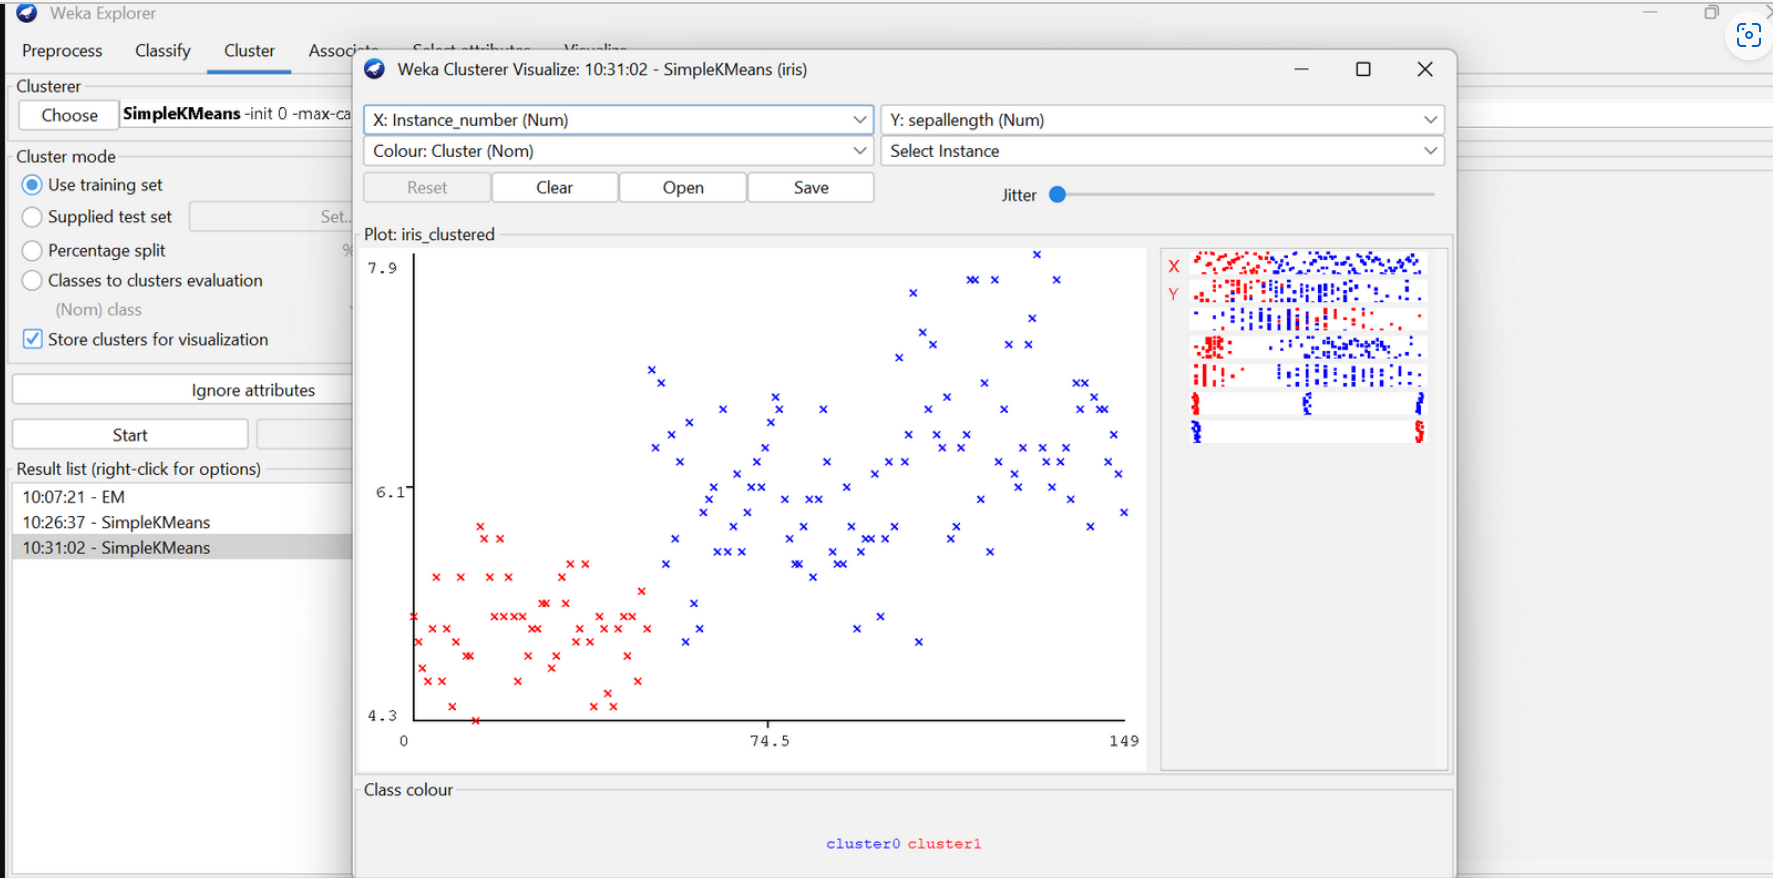 Weka Explorer
Preprocess Classify Cluster Associate Select attributes Visualize
Weka Clusterer Visualize: 10:31:02 - SimpleKMeans (iris)
Clusterer
Choose SimpleKMeans -init 0 -max-ca
X: Instance_number (Num) Y: sepallength (Num)
Colour: Cluster (Nom) Select Instance
Reset Clear Open Save Jitter
Cluster mode
Use training set
Supplied test set Set..
Percentage split %
Classes to clusters evaluation
(Nom) class
Store clusters for visualization
Ignore attributes
Start
Result list (right-click for options)
10:07:21 - EM
10:26:37 - SimpleKMeans
10:31:02 - SimpleKMeans
Plot: iris_clustered
7.9
6.1
4.3
0 74.5 149
X
Y
Class colour
cluster0 cluster1